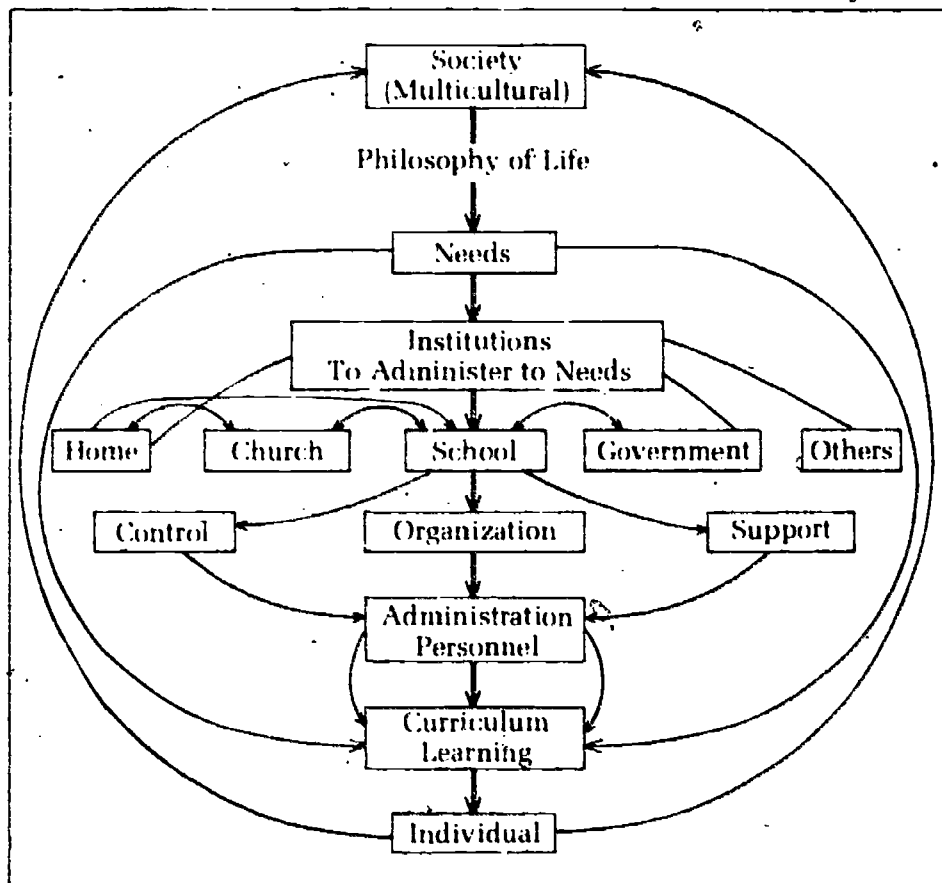 Society
(Multicultural)
Philosophy of Life
Needs
Institutions
To Administer to Needs
Home
Church
School
Government
Others
Control
Organization
Support
Administration
Personnel
Curriculum
Learning
Individual